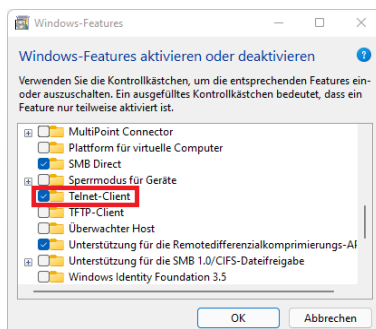 Windows-Features
Windows-Features aktivieren oder deaktivieren
Verwenden Sie die Kontrollkästchen, um die entsprechenden Features ein-
oder auszuschalten. Ein ausgefülltes Kontrollkästchen bedeutet, dass ein
Feature nur teilweise aktiviert ist.
MultiPoint Connector
Plattform für virtuelle Computer
SMB Direct
Sperrmodus für Geräte
Telnet-Client
TFTP-Client
Überwachter Host
Unterstützung für die Remotedifferenzialkomprimierungs-AP
Unterstützung für die SMB 1.0/CIFS-Dateifreigabe
Windows Identity Foundation 3.5
OK
Abbrechen